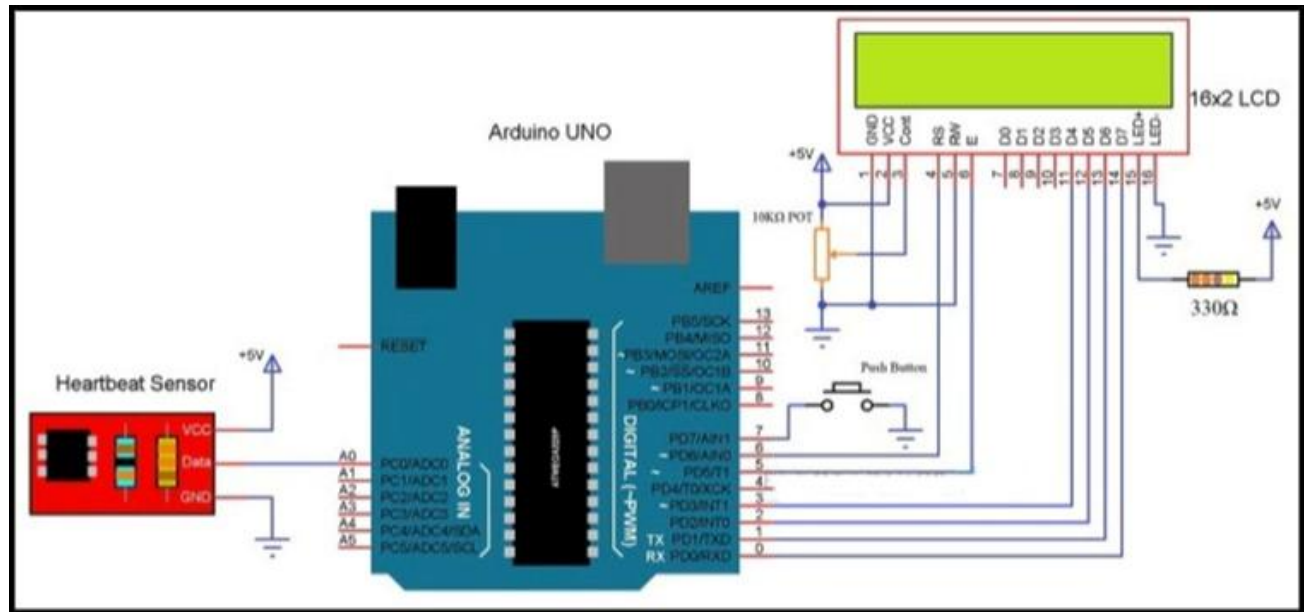 16x2 LCD
GND
VCC
Cont
RS
RW
E
D0
D1
D2
D3
D4
D5
D6
D7
LED+
LED-
1
2
3
4
5
6
7
8
9
10
11
12
13
14
15
16
Arduino UNO
+5V
10KΩ POT
+5V
330Ω
AREF
PB5/SCK 13
PB4/MISO 12
~PB3/MOSI/OC2A 11
~ PB2/SS/OC1B 10
~ PB1/OC1A 9
PB0/ICP1/CLKO 8
RESET
Push Button
+5V
Heartbeat Sensor
VCC
Data
GND
PD7/AIN1 7
~PD6/AIN0 6
~ PD5/T1 5
PD4/T0/XCK 4
~PD3/INT1 3
PD2/INT0 2
TX PD1/TXD 1
RX PD0/RXD 0
A0 PC0/ADC0
A1 PC1/ADC1
A2 PC2/ADC2
A3 PC3/ADC3
A4 PC4/ADC4/SDA
A5 PC5/ADC5/SCL
ANALOG IN
DIGITAL (~PWM)